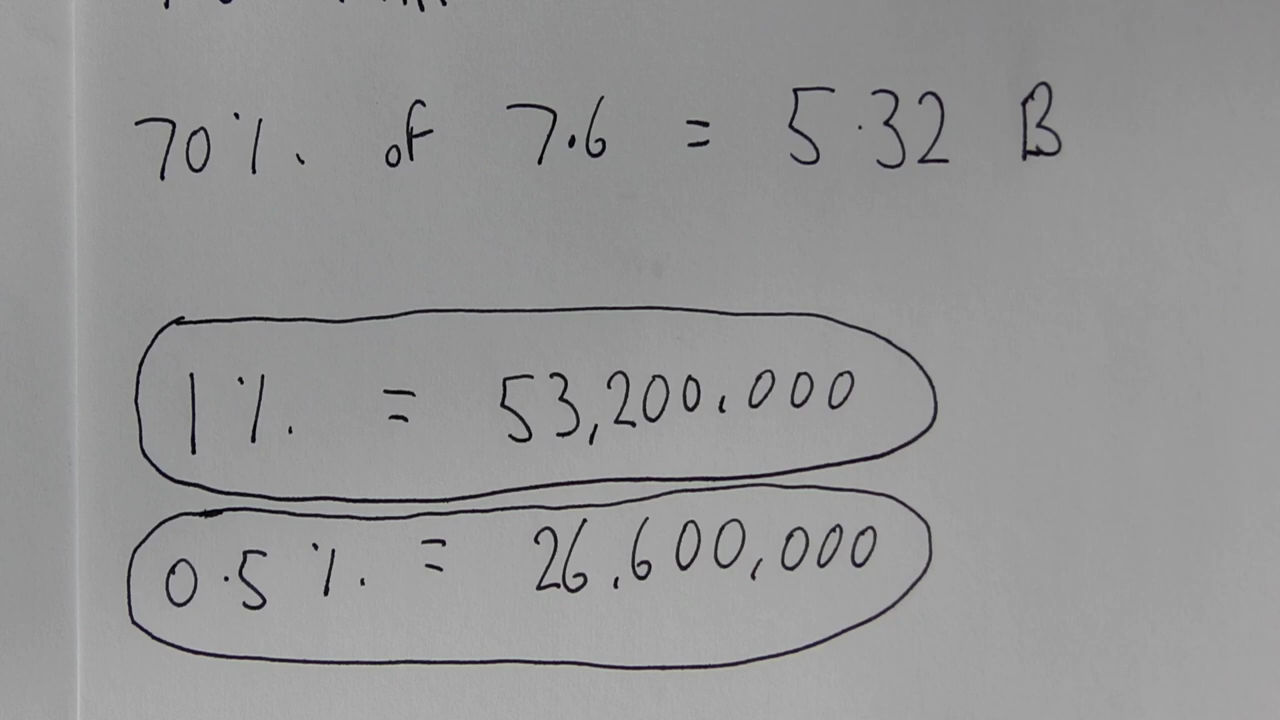 70% of 7.6 = 5.32 B
1% = 53,200,000
0.5% = 26,600,000